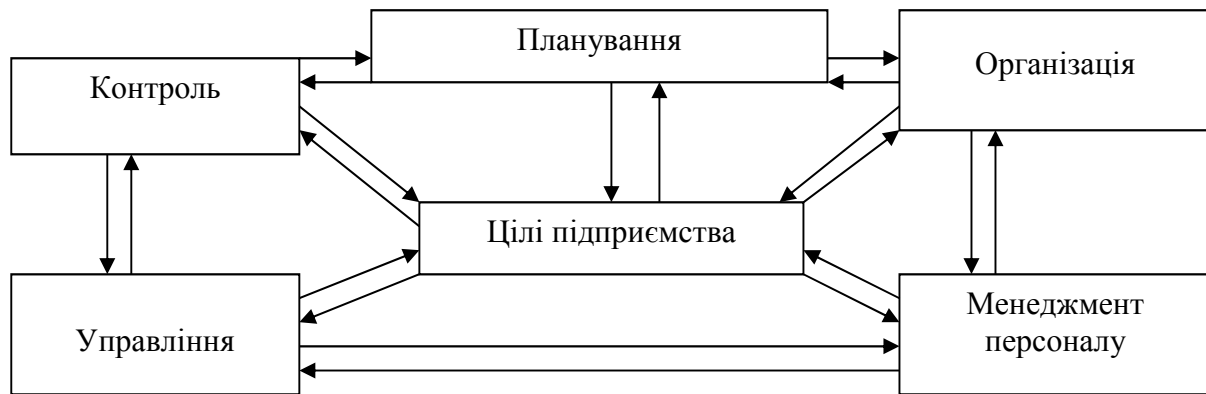 Планування
Організація
Контроль
Цілі підприємства
Управління
Менеджмент
персоналу